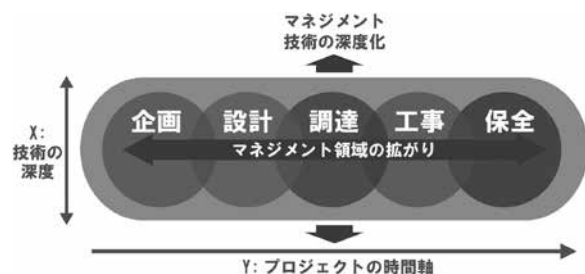 マネジメント
技術の深度化
X:
技術の
深度
企画 設計 調達 工事 保全
マネジメント領域の拡がり
Y: プロジェクトの時間軸